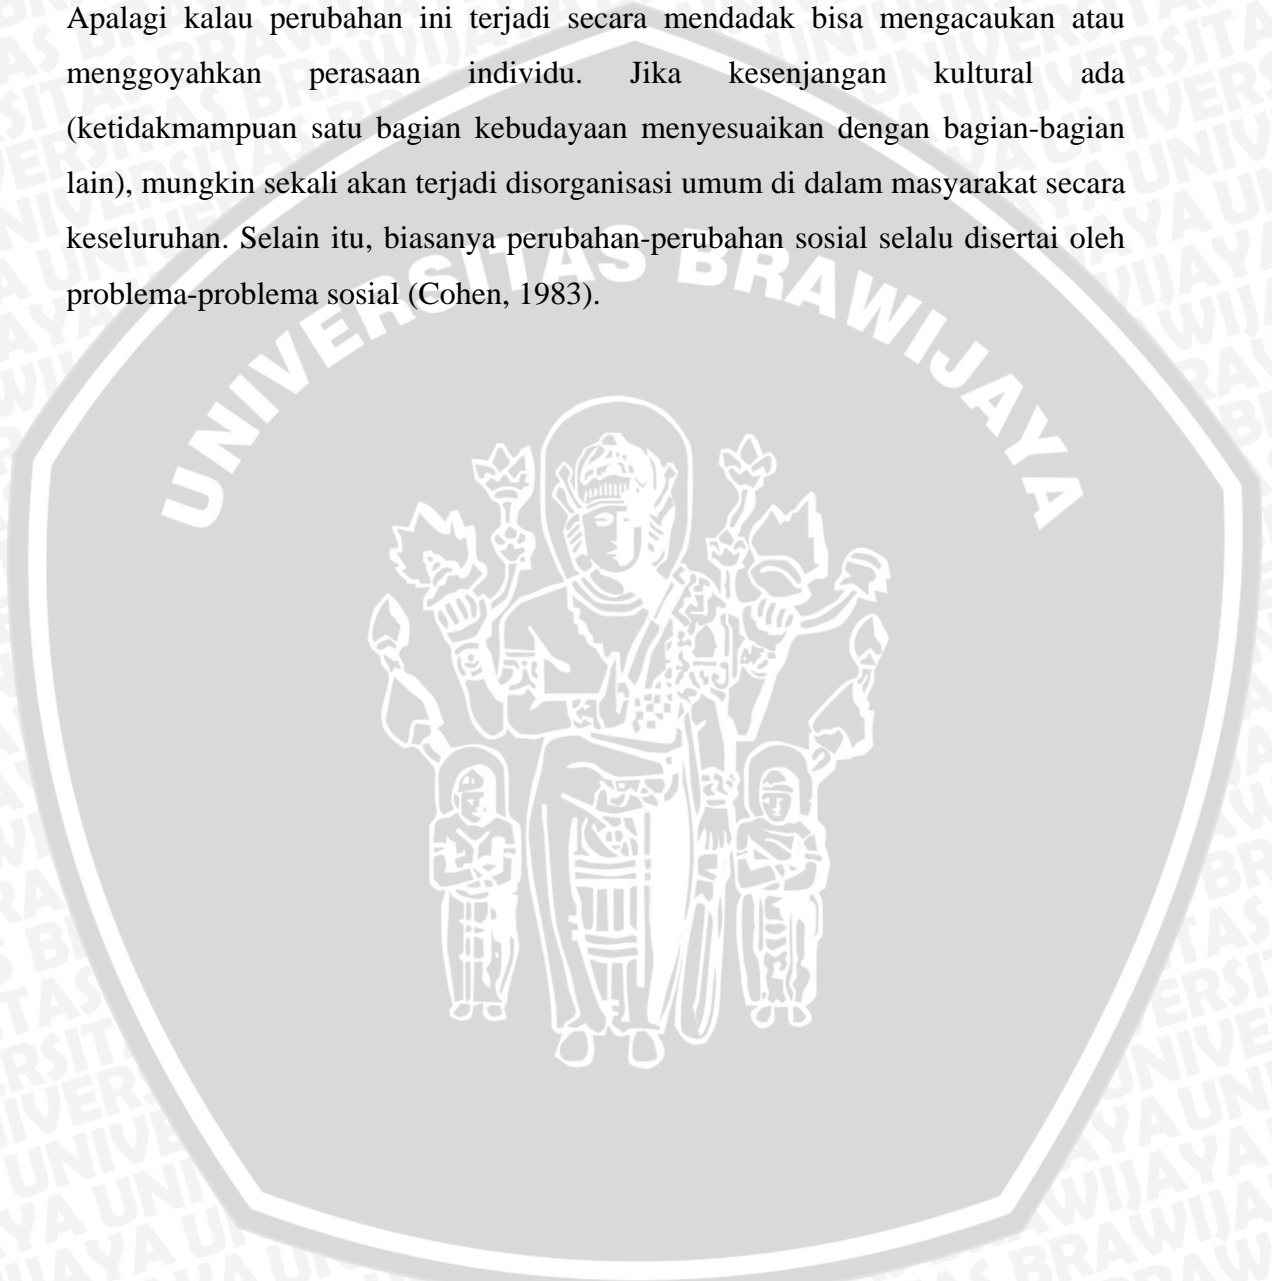 Apalagi kalau perubahan ini terjadi secara mendadak bisa mengacaukan atau
menggoyahkan perasaan individu. Jika kesenjangan kultural ada
(ketidakmampuan satu bagian kebudayaan menyesuaikan dengan bagian-bagian
lain), mungkin sekali akan terjadi disorganisasi umum di dalam masyarakat secara
keseluruhan. Selain itu, biasanya perubahan-perubahan sosial selalu disertai oleh
problema-problema sosial (Cohen, 1983).
UNIVERSITAS BRAWIJAYA